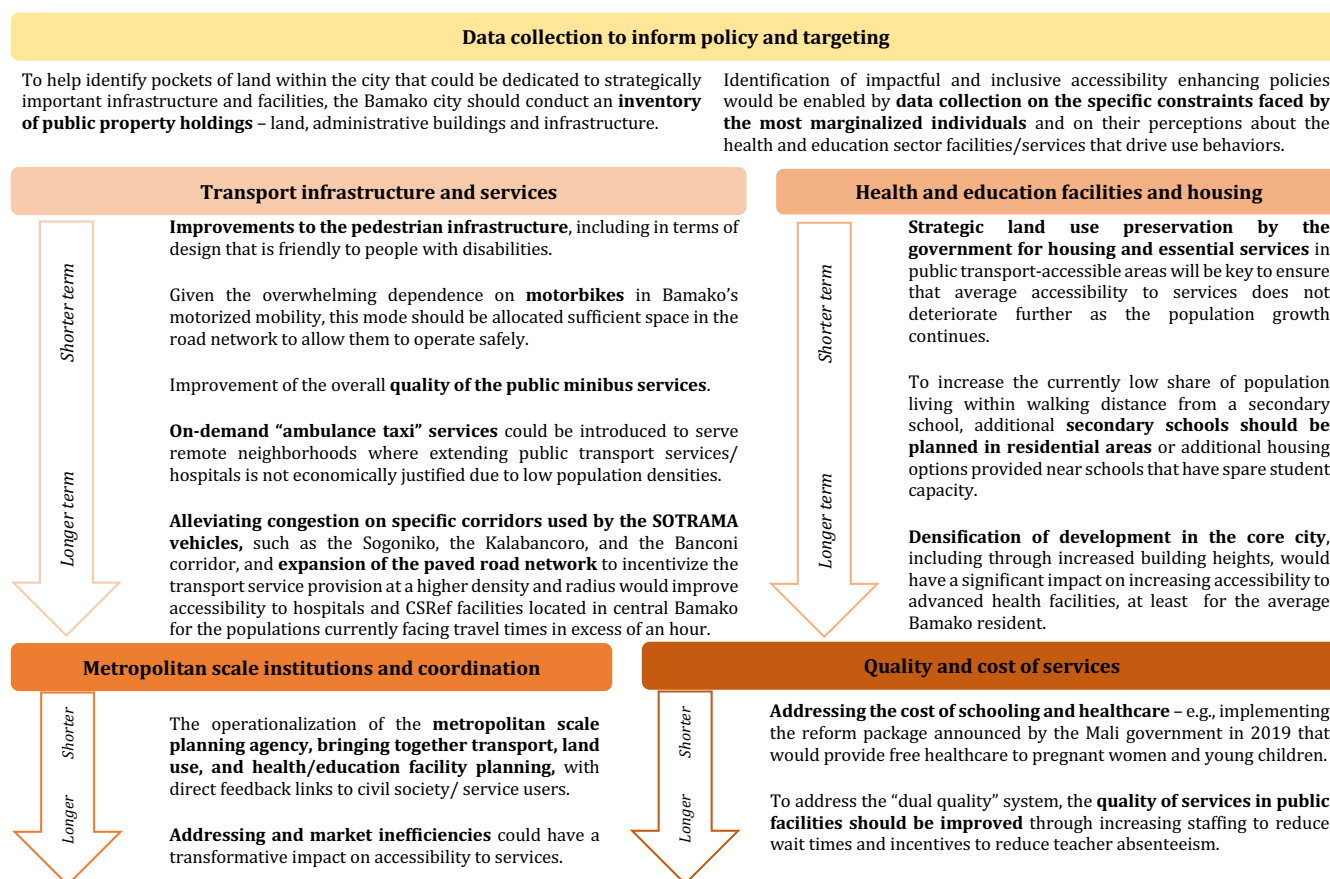 Data collection to inform policy and targeting
To help identify pockets of land within the city that could be dedicated to strategically
important infrastructure and facilities, the Bamako city should conduct an inventory
of public property holdings – land, administrative buildings and infrastructure.
Identification of impactful and inclusive accessibility enhancing policies
would be enabled by data collection on the specific constraints faced by
the most marginalized individuals and on their perceptions about the
health and education sector facilities/services that drive use behaviors.
Transport infrastructure and services
Shorter term
Longer term
Improvements to the pedestrian infrastructure, including in terms of
design that is friendly to people with disabilities.
Given the overwhelming dependence on motorbikes in Bamako's
motorized mobility, this mode should be allocated sufficient space in the
road network to allow them to operate safely.
Improvement of the overall quality of the public minibus services.
On-demand "ambulance taxi" services could be introduced to serve
remote neighborhoods where extending public transport services/
hospitals is not economically justified due to low population densities.
Alleviating congestion on specific corridors used by the SOTRAMA
vehicles, such as the Sogoniko, the Kalabancoro, and the Banconi
corridor, and expansion of the paved road network to incentivize the
transport service provision at a higher density and radius would improve
accessibility to hospitals and CSRef facilities located in central Bamako
for the populations currently facing travel times in excess of an hour.
Health and education facilities and housing
Shorter term
Longer term
Strategic land use preservation by the
government for housing and essential services in
public transport-accessible areas will be key to ensure
that average accessibility to services does not
deteriorate further as the population growth
continues.
To increase the currently low share of population
living within walking distance from a secondary
school, additional secondary schools should be
planned in residential areas or additional housing
options provided near schools that have spare student
capacity.
Densification of development in the core city,
including through increased building heights, would
have a significant impact on increasing accessibility to
advanced health facilities, at least for the average
Bamako resident.
Metropolitan scale institutions and coordination
Shorter
Longer
The operationalization of the metropolitan scale
planning agency, bringing together transport, land
use, and health/education facility planning, with
direct feedback links to civil society/ service users.
Addressing and market inefficiencies could have a
transformative impact on accessibility to services.
Quality and cost of services
Shorter
Longer
Addressing the cost of schooling and healthcare – e.g., implementing
the reform package announced by the Mali government in 2019 that
would provide free healthcare to pregnant women and young children.
To address the "dual quality" system, the quality of services in public
facilities should be improved through increasing staffing to reduce
wait times and incentives to reduce teacher absenteeism.